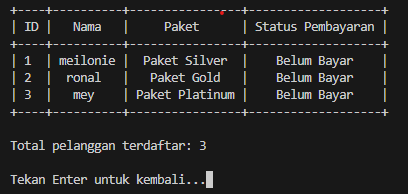 +----+----------+----------------+-------------------+
| ID |   Nama   |     Paket      | Status Pembayaran |
+----+----------+----------------+-------------------+
| 1  | meilonie |  Paket Silver  |    Belum Bayar    |
| 2  |  ronal   |   Paket Gold   |    Belum Bayar    |
| 3  |   mey    | Paket Platinum |    Belum Bayar    |
+----+----------+----------------+-------------------+
Total pelanggan terdaftar: 3
Tekan Enter untuk kembali...